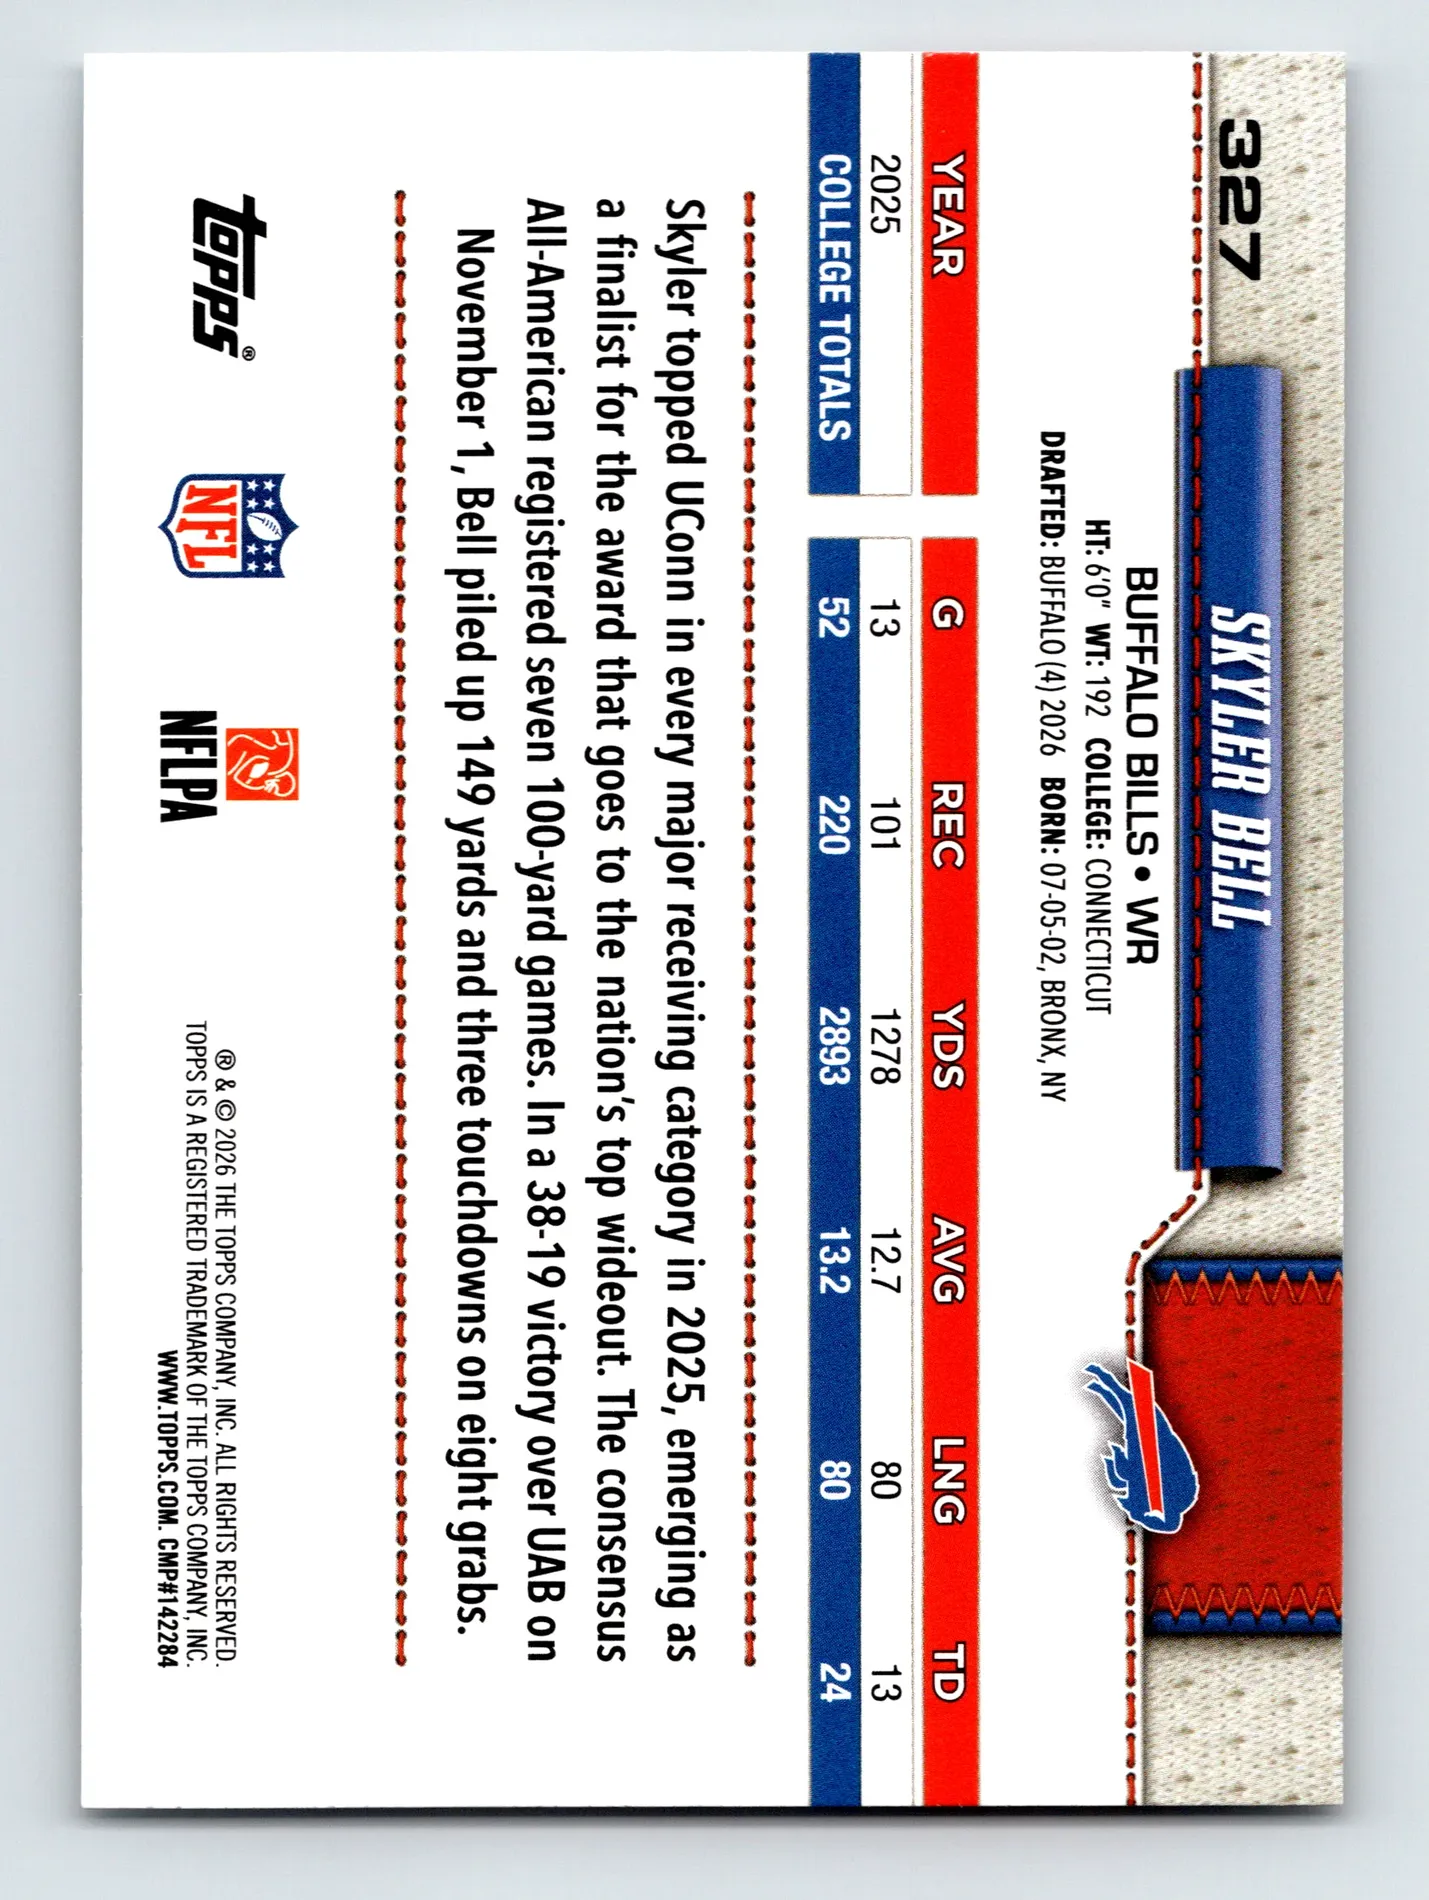 327
SKYLER BELL
BUFFALO BILLS • WR
HT: 6'0" WT: 192 COLLEGE: CONNECTICUT
DRAFTED: BUFFALO (4) 2026 BORN: 07-05-02, BRONX, NY
YEAR G REC YDS AVG LNG TD
2025 13 101 1278 12.7 80 13
COLLEGE TOTALS 52 220 2893 13.2 80 24
Skyler topped UConn in every major receiving category in 2025, emerging as
a finalist for the award that goes to the nation's top wideout. The consensus
All-American registered seven 100-yard games. In a 38-19 victory over UAB on
November 1, Bell piled up 149 yards and three touchdowns on eight grabs.
topps®
NFL
NFLPA
® & © 2026 THE TOPPS COMPANY, INC. ALL RIGHTS RESERVED.
TOPPS IS A REGISTERED TRADEMARK OF THE TOPPS COMPANY, INC.
WWW.TOPPS.COM. CMP#142284